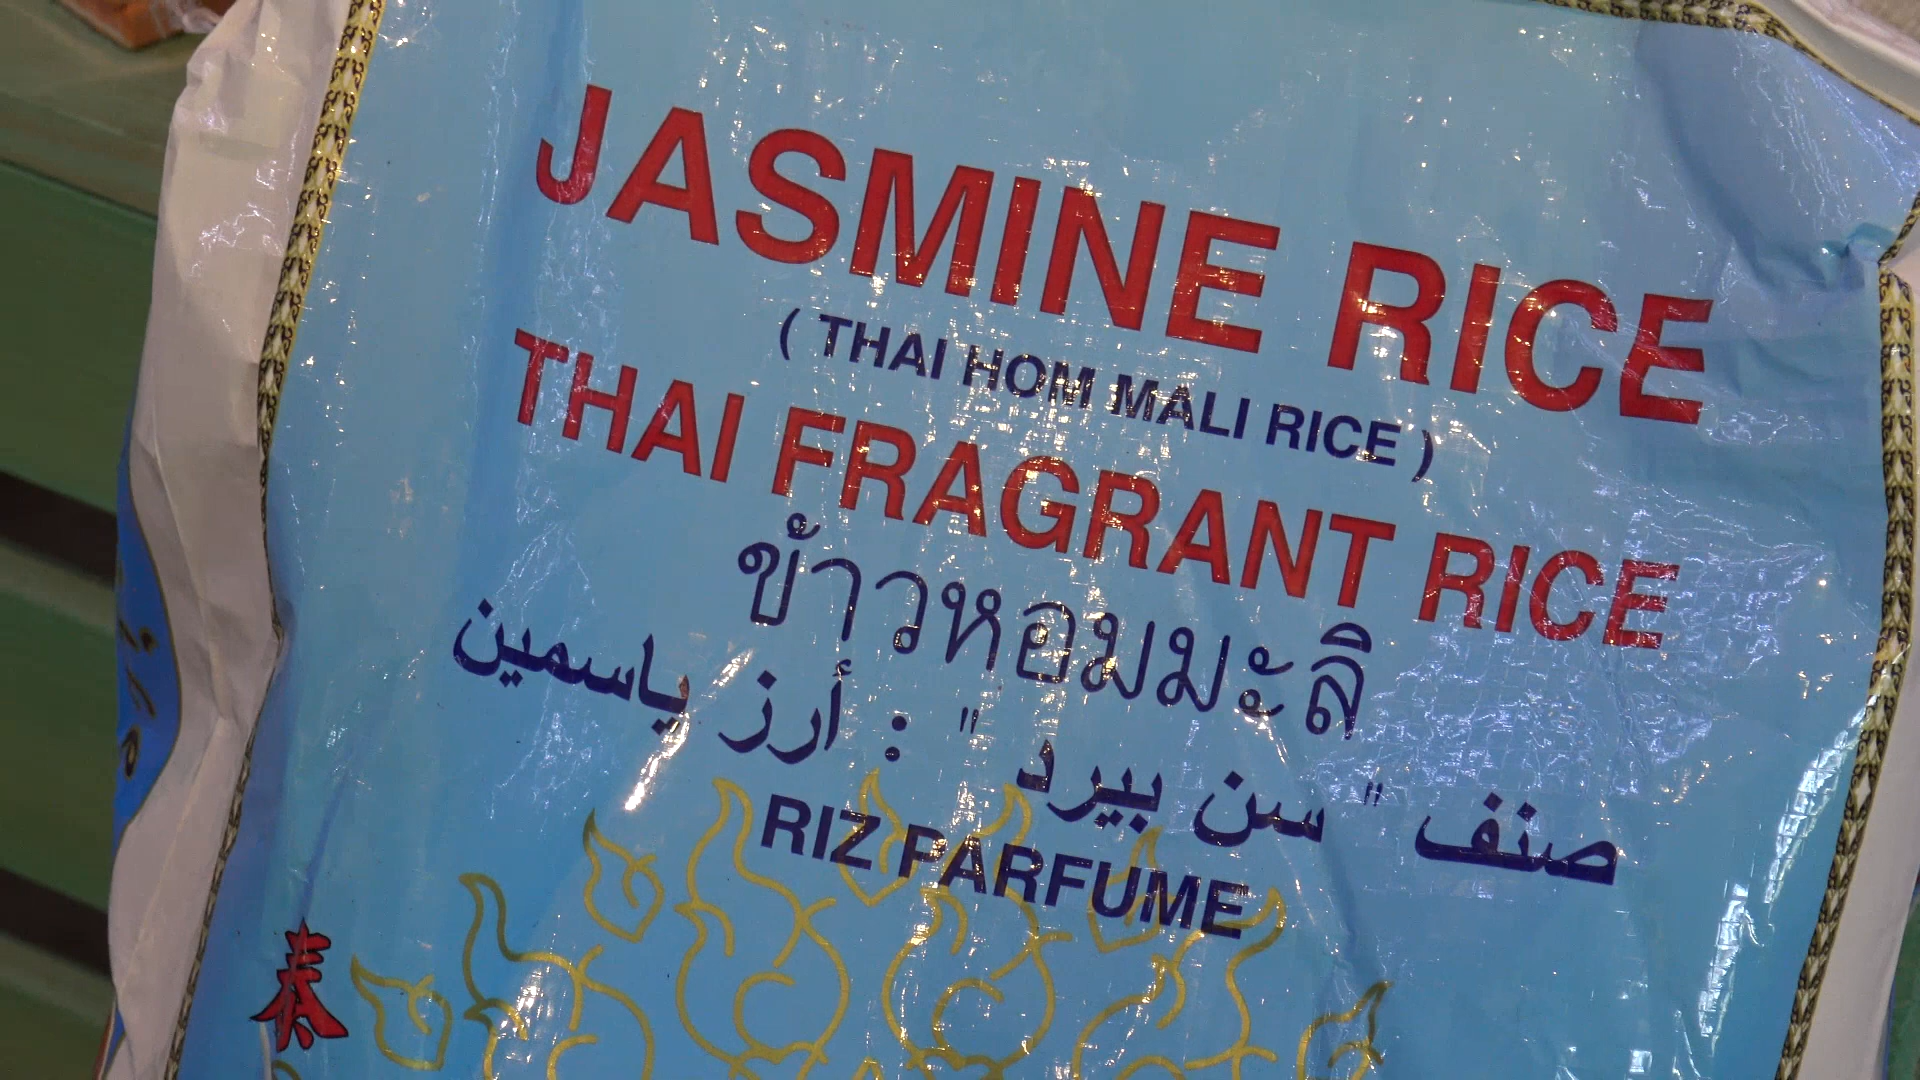 JASMINE RICE
( THAI HOM MALI RICE )
THAI FRAGRANT RICE
ข้าวหอมมะลิ
صنف " سن بيرد " : أرز ياسمين
RIZ PARFUME
泰